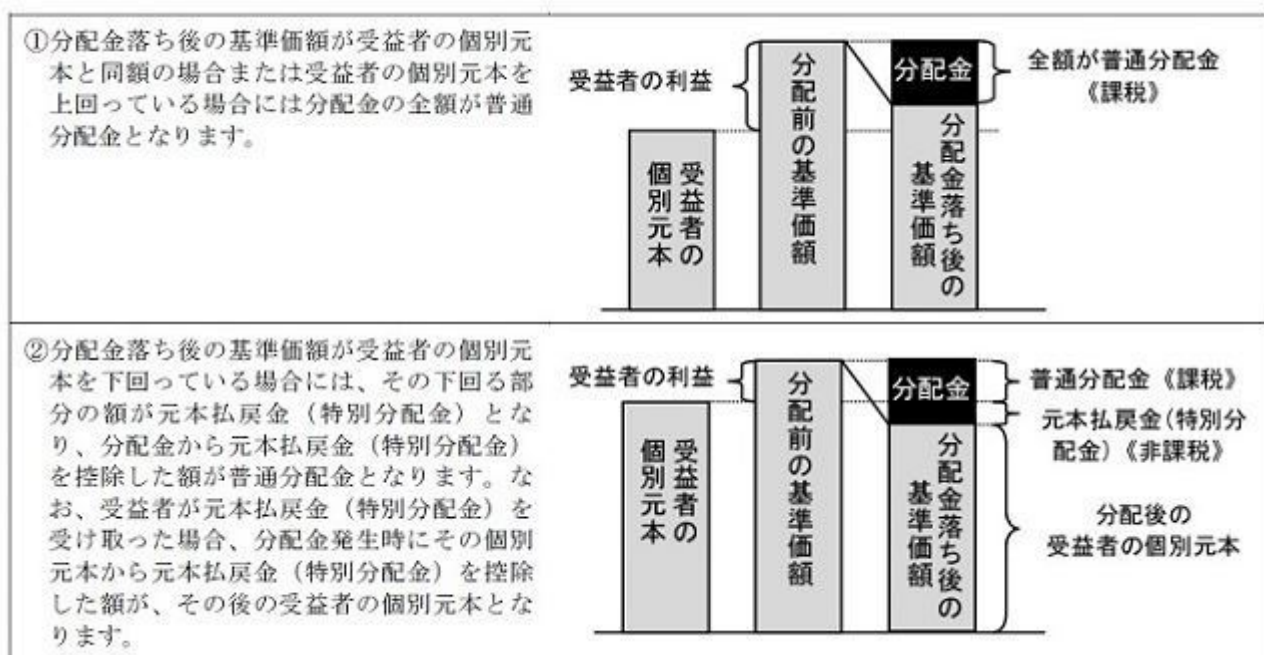 ①分配金落ち後の基準価額が受益者の個別元
本と同額の場合または受益者の個別元本を
上回っている場合には分配金の全額が普通
分配金となります。
受益者の利益
受益者の
個別元本
分配前の基準価額
分配金
分配金落ち後の
基準価額
全額が普通分配金
《課税》
②分配金落ち後の基準価額が受益者の個別元
本を下回っている場合には、その下回る部
分の額が元本払戻金（特別分配金）とな
り、分配金から元本払戻金（特別分配金）
を控除した額が普通分配金となります。な
お、受益者が元本払戻金（特別分配金）を
受け取った場合、分配金発生時にその個別
元本から元本払戻金（特別分配金）を控除
した額が、その後の受益者の個別元本とな
ります。
受益者の利益
受益者の
個別元本
分配前の基準価額
分配金
分配金落ち後の
基準価額
普通分配金《課税》
元本払戻金(特別分
配金)《非課税》
分配後の
受益者の個別元本